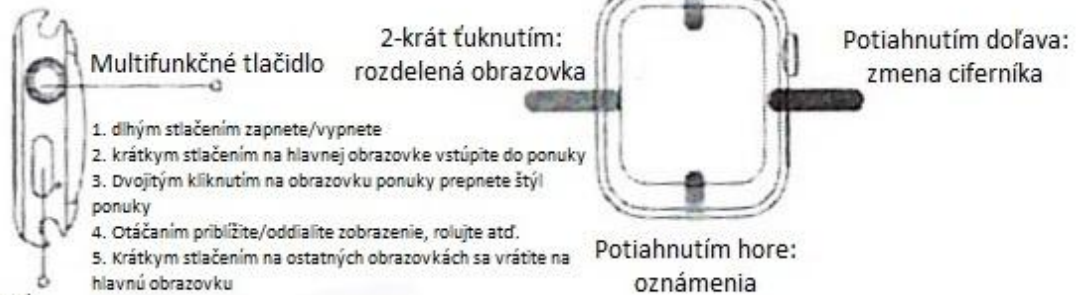 Multifunkčné tlačidlo
1. dlhým stlačením zapnete/vypnete
2. krátkym stlačením na hlavnej obrazovke vstúpite do ponuky
3. Dvojitým kliknutím na obrazovku ponuky prepnete štýl
ponuky
4. Otáčaním priblížite/oddialite zobrazenie, rolujte atď.
5. Krátkym stlačením na ostatných obrazovkách sa vrátite na
hlavnú obrazovku
2-krát ťuknutím:
rozdelená obrazovka
Potiahnutím doľava:
zmena ciferníka
Potiahnutím hore:
oznámenia